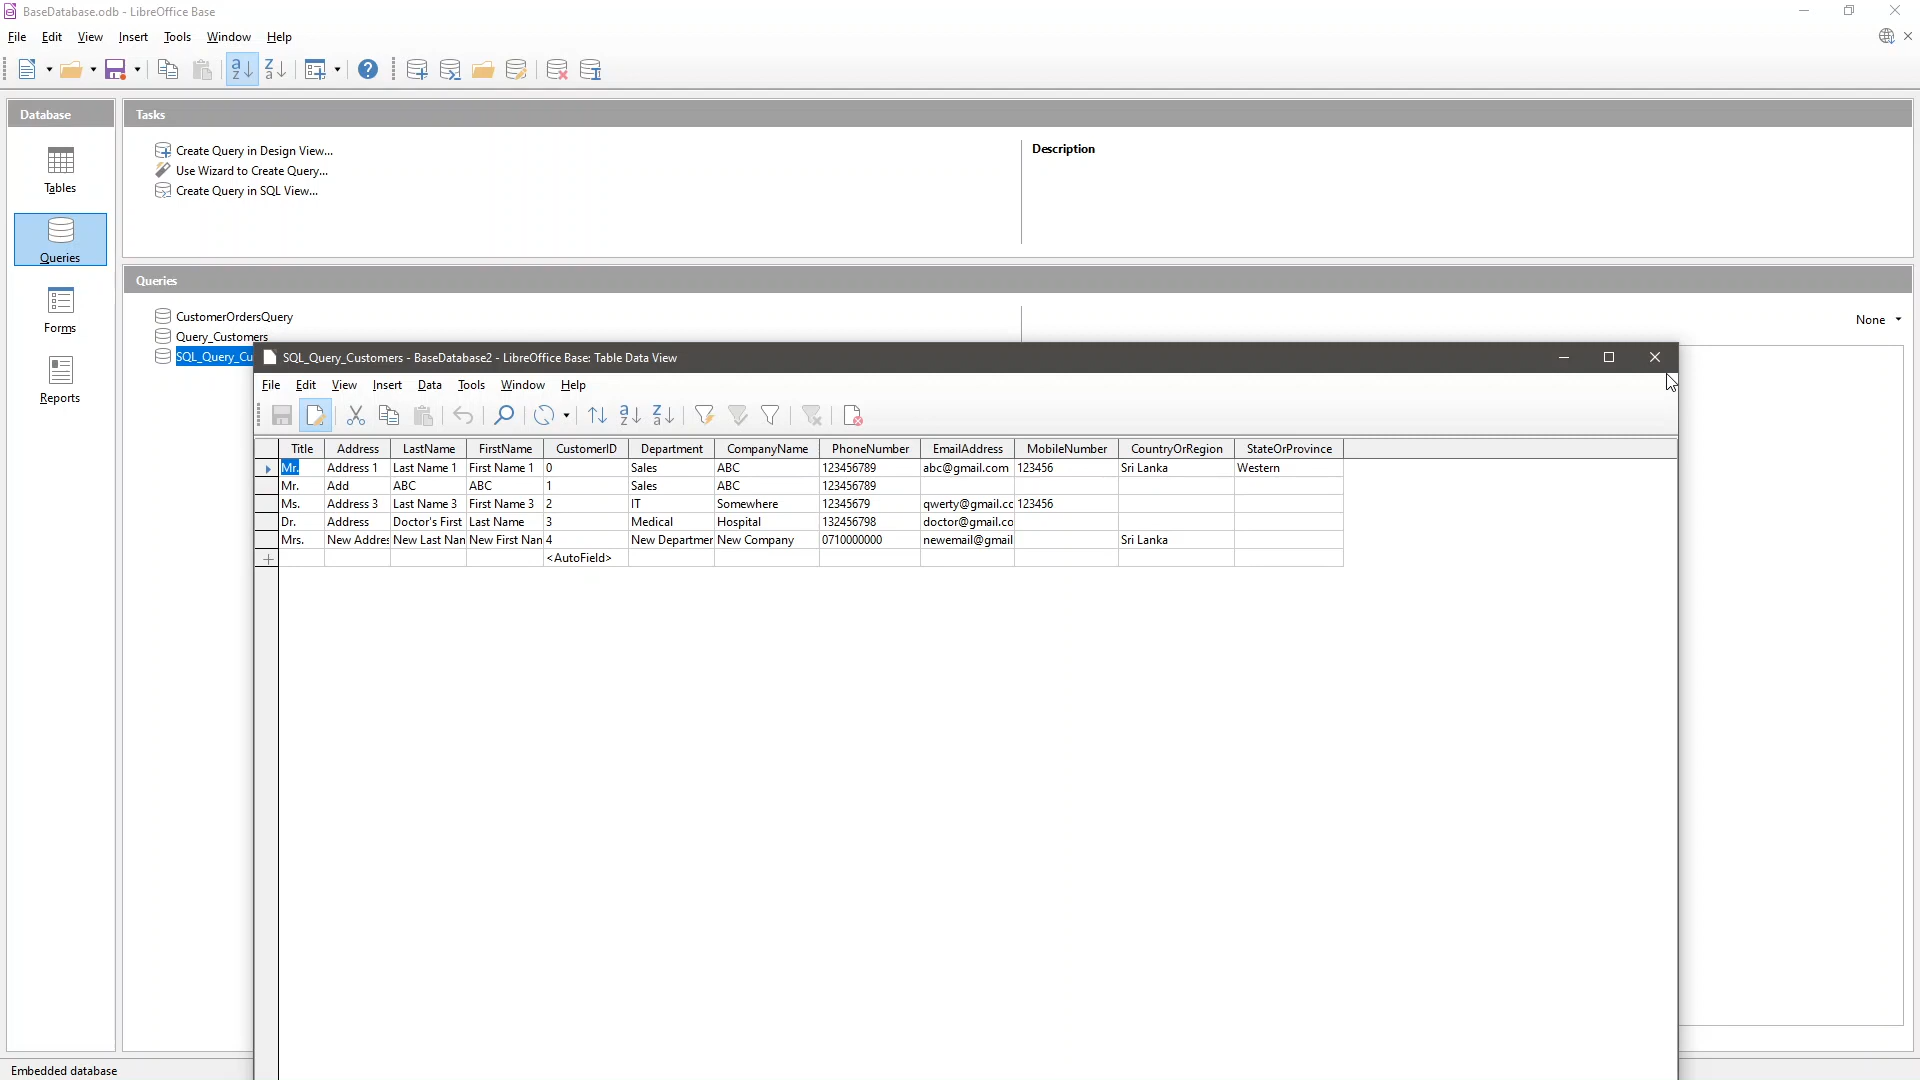 BaseDatabase.odb - LibreOffice Base
File Edit View Insert Tools Window Help
Database
Tables
Queries
Forms
Reports
Tasks
Create Query in Design View...
Use Wizard to Create Query...
Create Query in SQL View...
Description
Queries
CustomerOrdersQuery
Query_Customers
SQL_Query_Cu
None
SQL_Query_Customers - BaseDatabase2 - LibreOffice Base: Table Data View
File Edit View Insert Data Tools Window Help
Title Address LastName FirstName CustomerID Department CompanyName PhoneNumber EmailAddress MobileNumber CountryOrRegion StateOrProvince
Mr. Address 1 Last Name 1 First Name 1 0 Sales ABC 123456789 abc@gmail.com 123456 Sri Lanka Western
Mr. Add ABC ABC 1 Sales ABC 123456789
Ms. Address 3 Last Name 3 First Name 3 2 IT Somewhere 12345679 qwerty@gmail.cc 123456
Dr. Address Doctor's First Last Name 3 Medical Hospital 132456798 doctor@gmail.co
Mrs. New Addres New Last Nan New First Nan 4 New Departmer New Company 0710000000 newemail@gmail Sri Lanka
<AutoField>
Embedded database